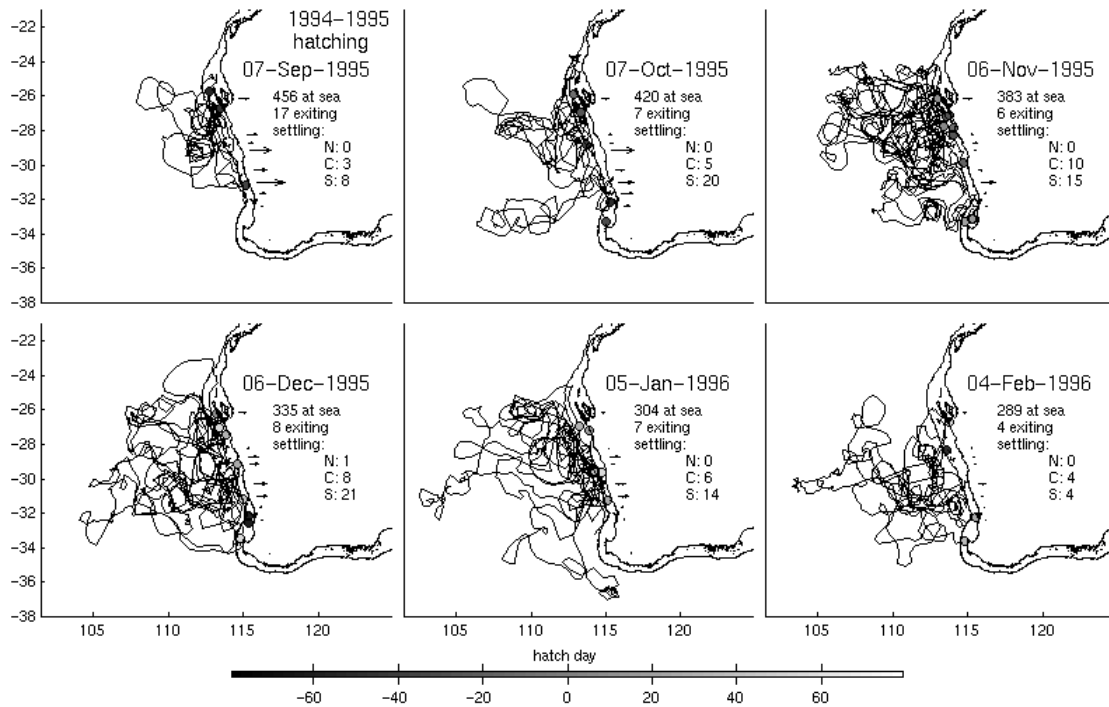 1994-1995
hatching
07-Sep-1995
456 at sea
17 exiting
settling:
N: 0
C: 3
S: 8
07-Oct-1995
420 at sea
7 exiting
settling:
N: 0
C: 5
S: 20
06-Nov-1995
383 at sea
6 exiting
settling:
N: 0
C: 10
S: 15
-22
-24
-26
-28
-30
-32
-34
-36
-38
06-Dec-1995
335 at sea
8 exiting
settling:
N: 1
C: 8
S: 21
05-Jan-1996
304 at sea
7 exiting
settling:
N: 0
C: 6
S: 14
04-Feb-1996
289 at sea
4 exiting
settling:
N: 0
C: 4
S: 4
-22
-24
-26
-28
-30
-32
-34
-36
-38
105 110 115 120 105 110 115 120 105 110 115 120
hatch day
-60 -40 -20 0 20 40 60